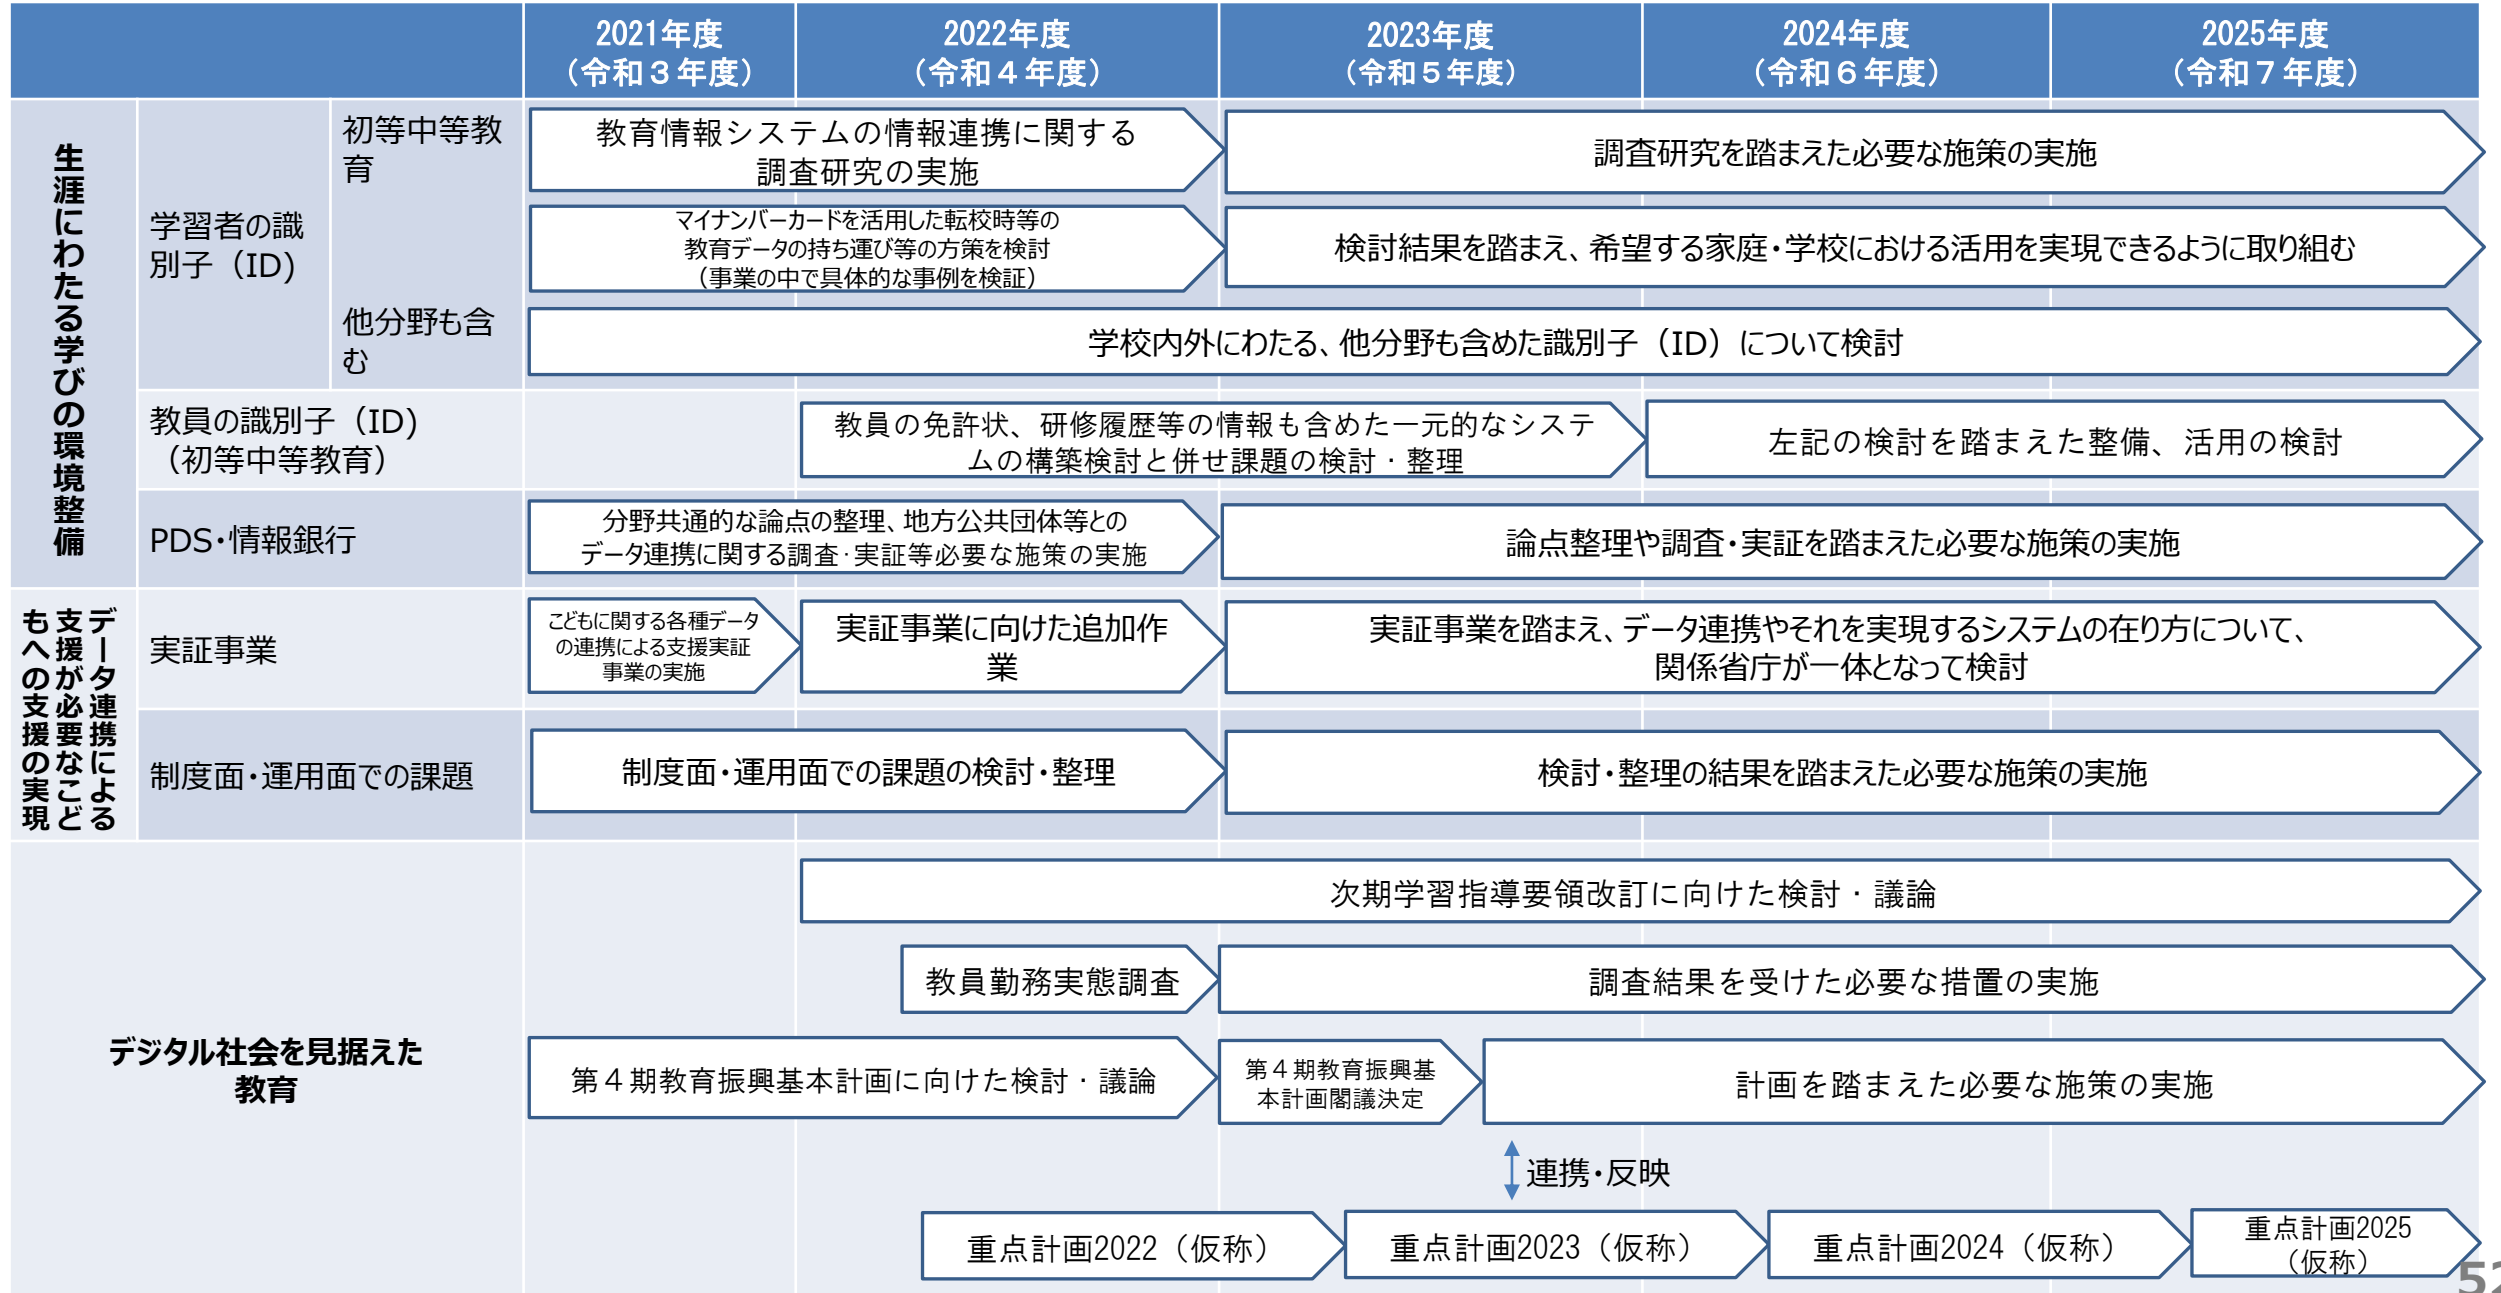 2021年度
（令和３年度）
2022年度
（令和４年度）
2023年度
（令和５年度）
2024年度
（令和６年度）
2025年度
（令和７年度）
生涯にわたる学びの環境整備
学習者の識
別子（ID）
初等中等教
育
教育情報システムの情報連携に関する
調査研究の実施
調査研究を踏まえた必要な施策の実施
マイナンバーカードを活用した転校時等の
教育データの持ち運び等の方策を検討
（事業の中で具体的な事例を検証）
検討結果を踏まえ、希望する家庭・学校における活用を実現できるように取り組む
他分野も含
む
学校内外にわたる、他分野も含めた識別子（ID）について検討
教員の識別子（ID）
（初等中等教育）
教員の免許状、研修履歴等の情報も含めた一元的なシステ
ムの構築検討と併せ課題の検討・整理
左記の検討を踏まえた整備、活用の検討
PDS・情報銀行
分野共通的な論点の整理、地方公共団体等との
データ連携に関する調査・実証等必要な施策の実施
論点整理や調査・実証を踏まえた必要な施策の実施
データ連携による
支援が必要なこど
もへの支援の実現
実証事業
こどもに関する各種データ
の連携による支援実証
事業の実施
実証事業に向けた追加作
業
実証事業を踏まえ、データ連携やそれを実現するシステムの在り方について、
関係省庁が一体となって検討
制度面・運用面での課題
制度面・運用面での課題の検討・整理
検討・整理の結果を踏まえた必要な施策の実施
デジタル社会を見据えた
教育
次期学習指導要領改訂に向けた検討・議論
教員勤務実態調査
調査結果を受けた必要な措置の実施
第４期教育振興基本計画に向けた検討・議論
第４期教育振興基
本計画閣議決定
計画を踏まえた必要な施策の実施
連携・反映
重点計画2022（仮称）
重点計画2023（仮称）
重点計画2024（仮称）
重点計画2025
（仮称）
52